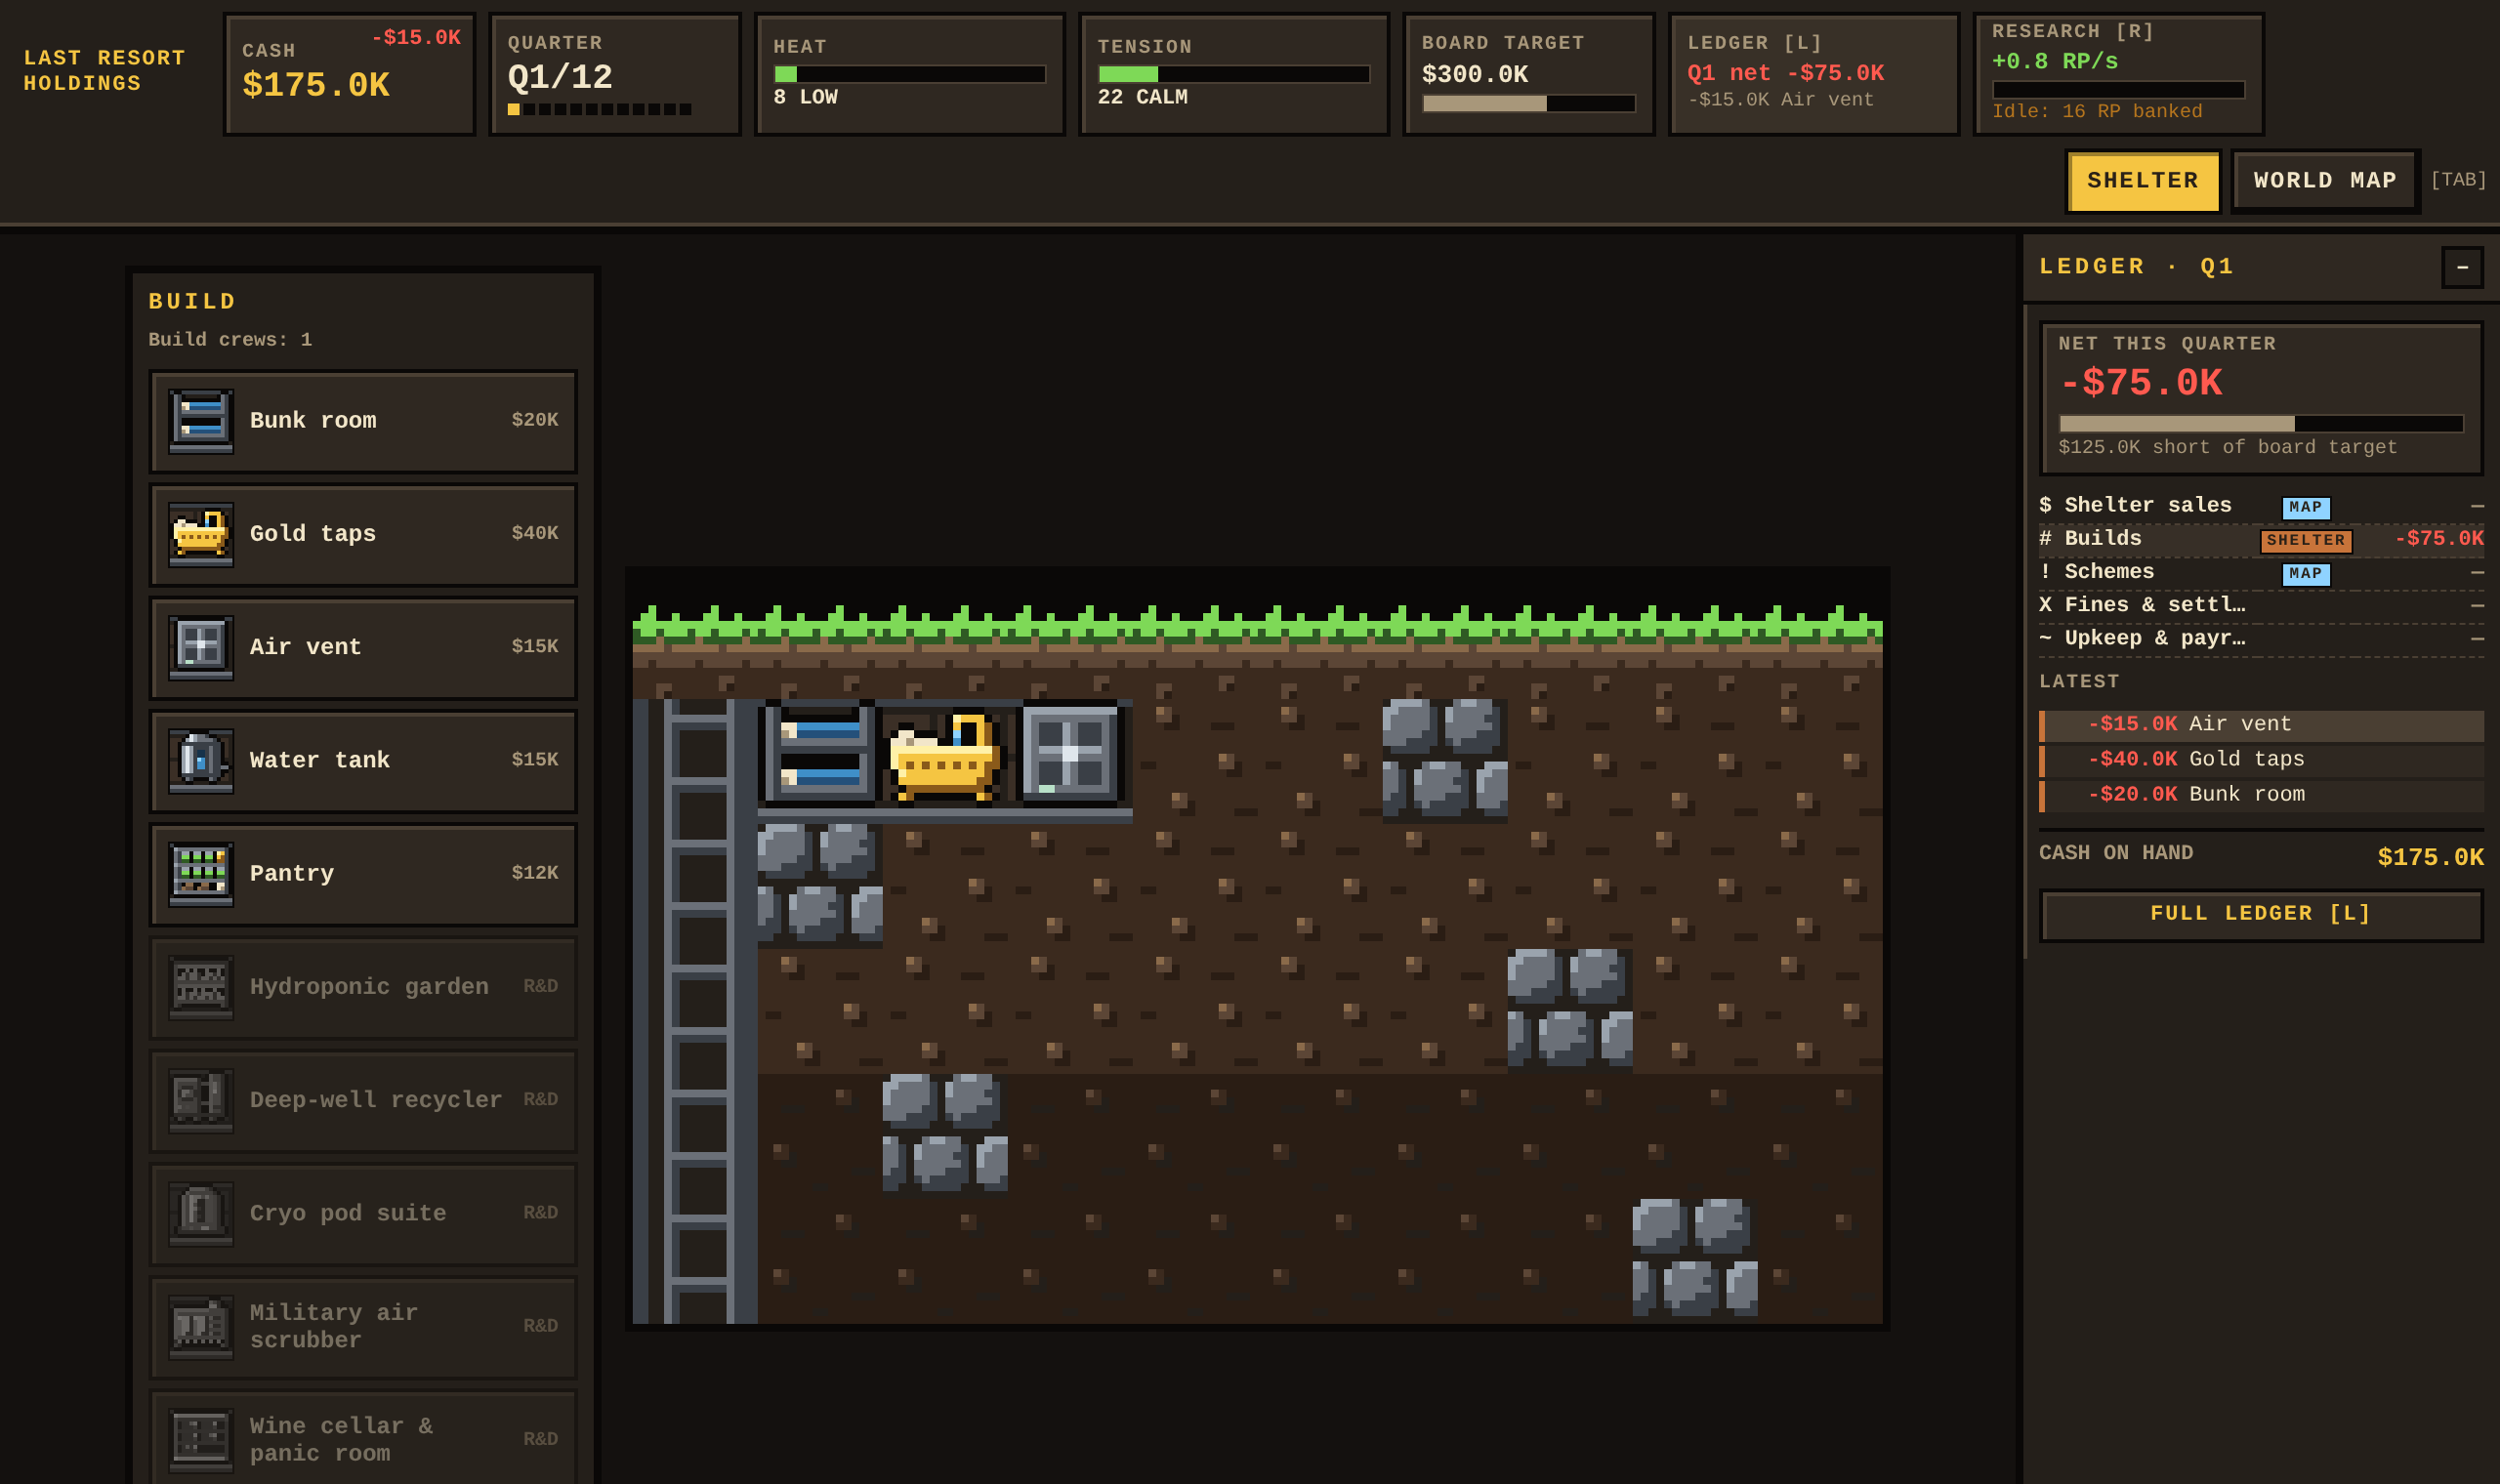 LAST RESORT
HOLDINGS
CASH
-$15.0K
$175.0K
QUARTER
Q1/12
HEAT
8 LOW
TENSION
22 CALM
BOARD TARGET
$300.0K
LEDGER [L]
Q1 net -$75.0K
-$15.0K Air vent
RESEARCH [R]
+0.8 RP/s
Idle: 16 RP banked
SHELTER
WORLD MAP
[TAB]
BUILD
Build crews: 1
Bunk room $20K
Gold taps $40K
Air vent $15K
Water tank $15K
Pantry $12K
Hydroponic garden R&D
Deep-well recycler R&D
Cryo pod suite R&D
Military air
scrubber R&D
Wine cellar &
panic room R&D
LEDGER · Q1
–
NET THIS QUARTER
-$75.0K
$125.0K short of board target
$ Shelter sales MAP —
# Builds SHELTER -$75.0K
! Schemes MAP —
X Fines & settl… —
~ Upkeep & payr… —
LATEST
-$15.0K Air vent
-$40.0K Gold taps
-$20.0K Bunk room
CASH ON HAND $175.0K
FULL LEDGER [L]